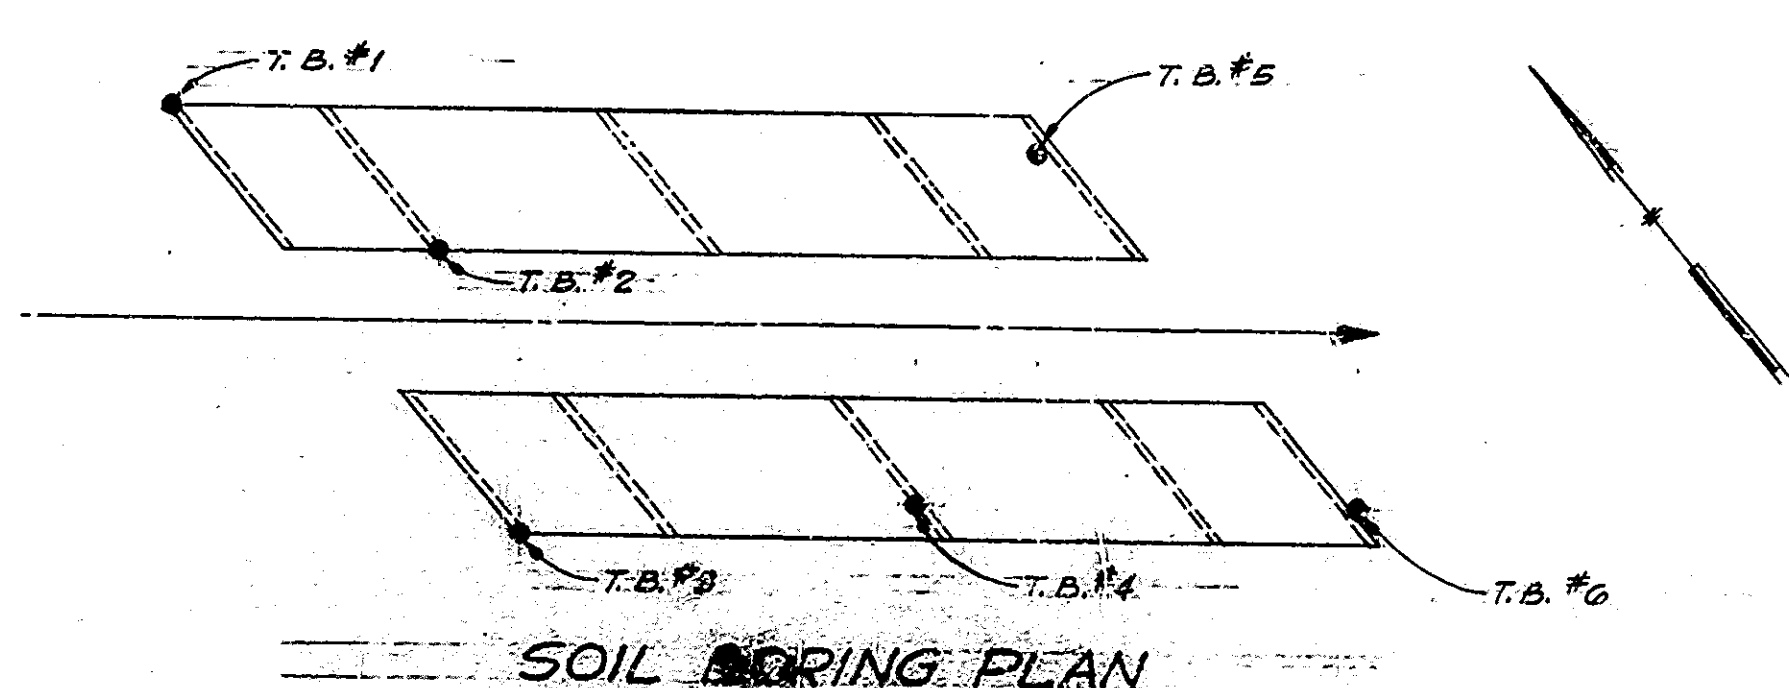 T. B. #1
T. B. #5
T. B. #2
T. B. #3
T. B. #4
T. B. #6
SOIL BORING PLAN